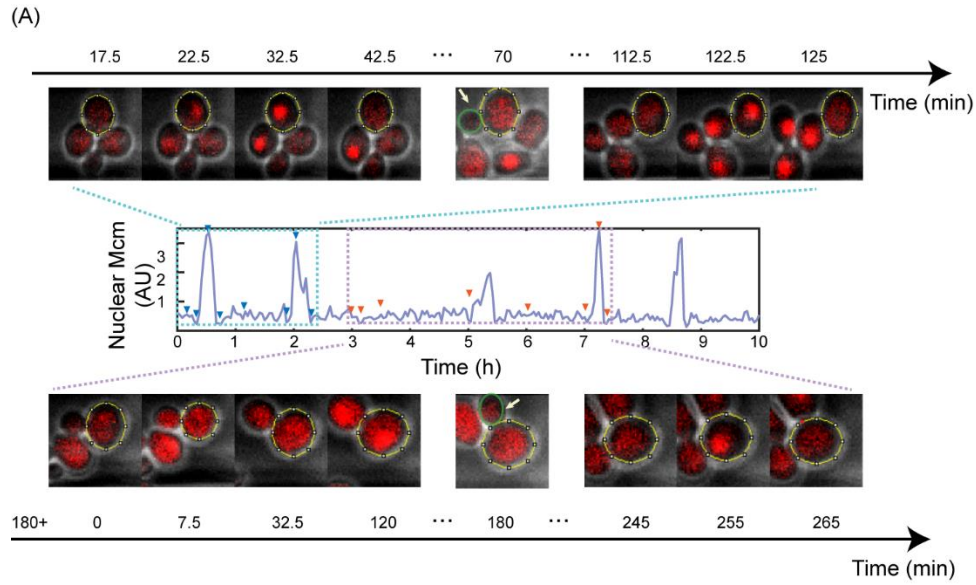 (A)
17.5 22.5 32.5 42.5 ··· 70 ··· 112.5 122.5 125
Time (min)
Nuclear Mcm
(AU)
3
2
1
0 1 2 3 4 5 6 7 8 9 10
Time (h)
180+ 0 7.5 32.5 120 ··· 180 ··· 245 255 265
Time (min)